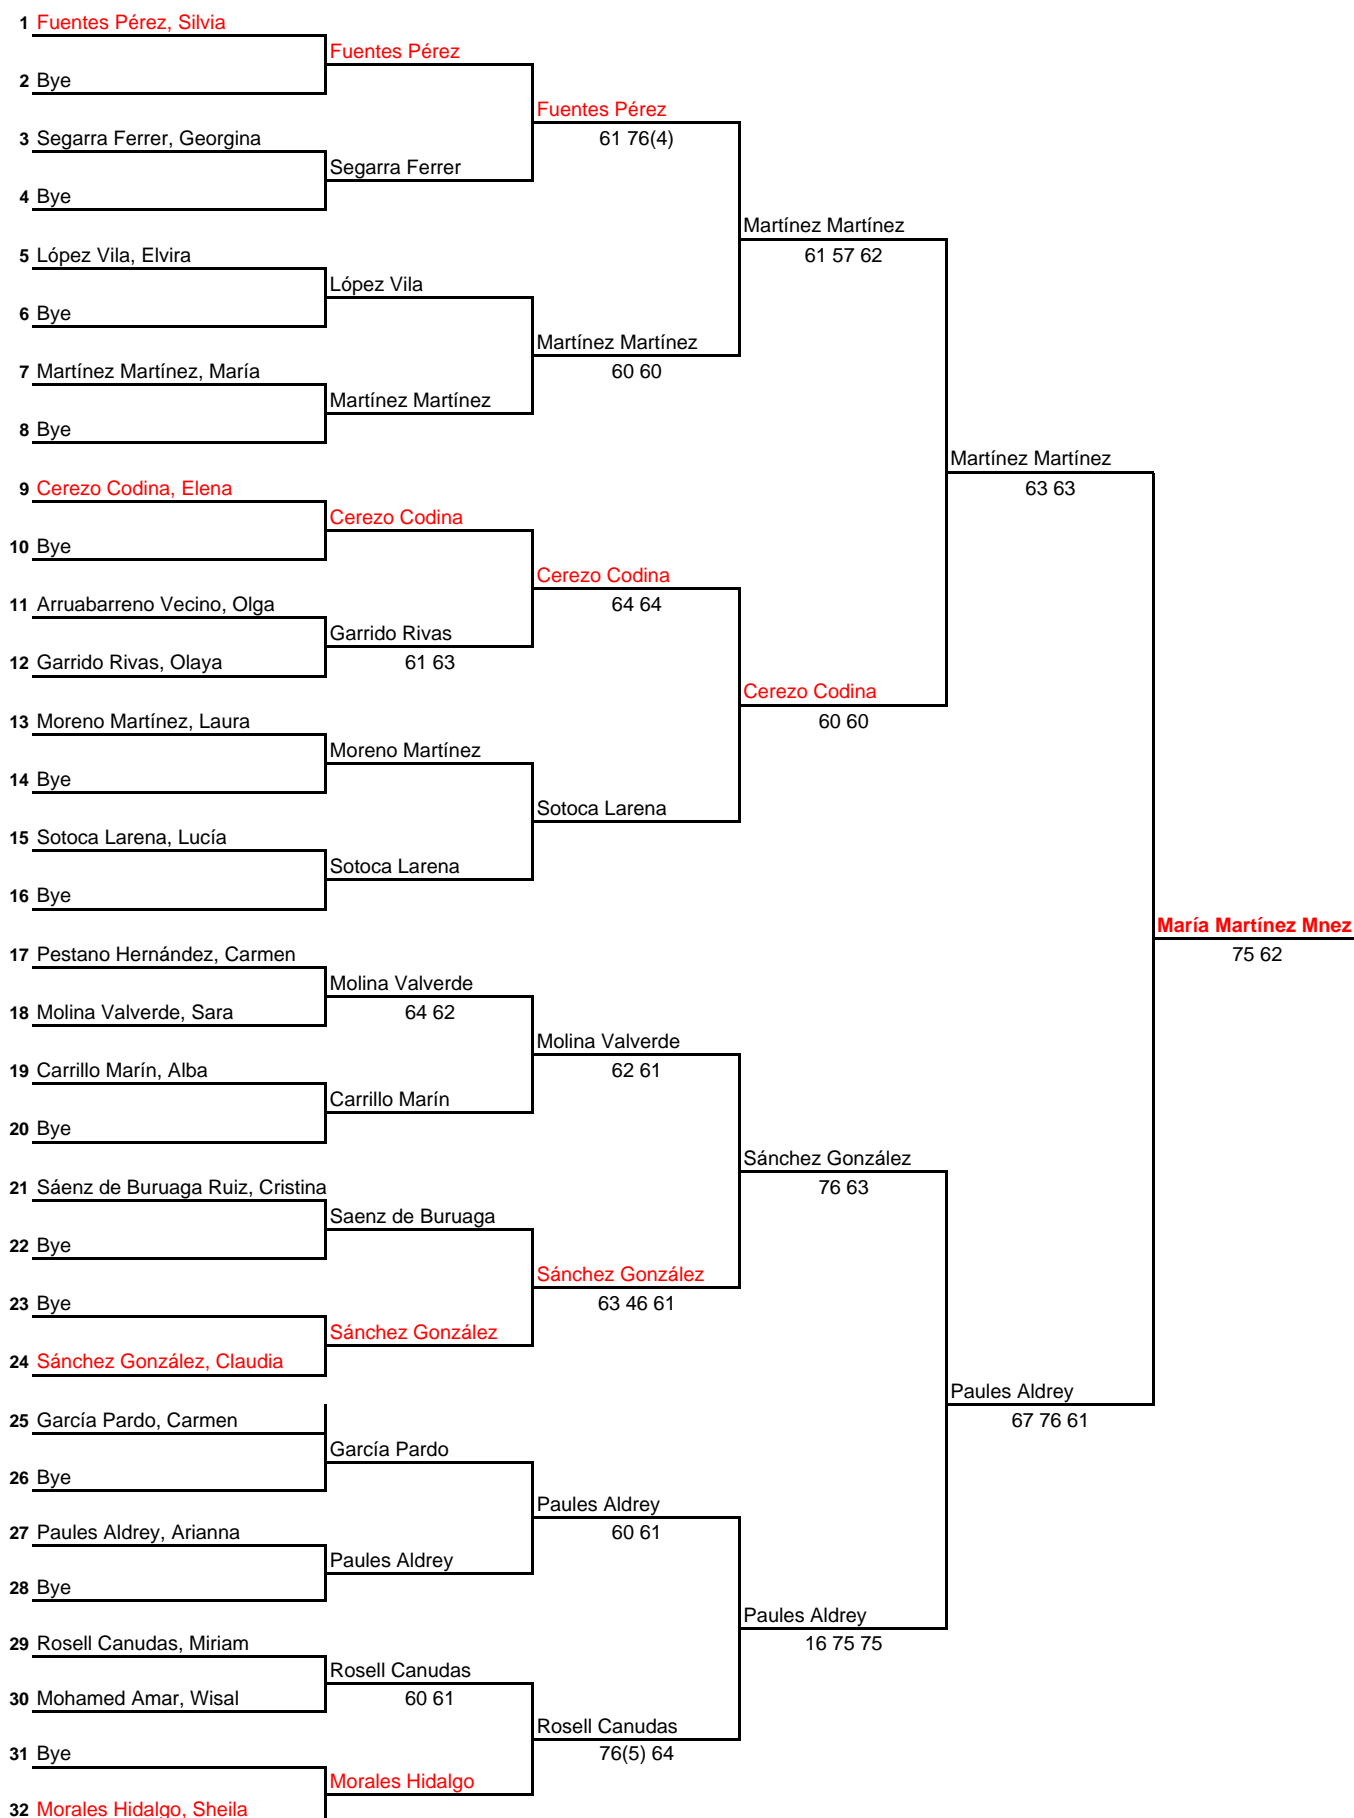 1 Fuentes Pérez, Silvia
Fuentes Pérez
2 Bye
Fuentes Pérez
61 76(4)
3 Segarra Ferrer, Georgina
Segarra Ferrer
4 Bye
Martínez Martínez
61 57 62
5 López Vila, Elvira
López Vila
6 Bye
Martínez Martínez
60 60
7 Martínez Martínez, María
Martínez Martínez
8 Bye
Martínez Martínez
63 63
9 Cerezo Codina, Elena
Cerezo Codina
10 Bye
Cerezo Codina
64 64
11 Arruabarreno Vecino, Olga
Garrido Rivas
61 63
12 Garrido Rivas, Olaya
Cerezo Codina
60 60
13 Moreno Martínez, Laura
Moreno Martínez
14 Bye
Sotoca Larena
15 Sotoca Larena, Lucía
Sotoca Larena
16 Bye
María Martínez Mnez
75 62
17 Pestano Hernández, Carmen
Molina Valverde
64 62
18 Molina Valverde, Sara
Molina Valverde
62 61
19 Carrillo Marín, Alba
Carrillo Marín
20 Bye
Sánchez González
76 63
21 Sáenz de Buruaga Ruiz, Cristina
Saenz de Buruaga
22 Bye
Sánchez González
63 46 61
23 Bye
Sánchez González
24 Sánchez González, Claudia
Paules Aldrey
67 76 61
25 García Pardo, Carmen
García Pardo
26 Bye
Paules Aldrey
60 61
27 Paules Aldrey, Arianna
Paules Aldrey
28 Bye
Paules Aldrey
16 75 75
29 Rosell Canudas, Miriam
Rosell Canudas
60 61
30 Mohamed Amar, Wisal
Rosell Canudas
76(5) 64
31 Bye
Morales Hidalgo
32 Morales Hidalgo, Sheila